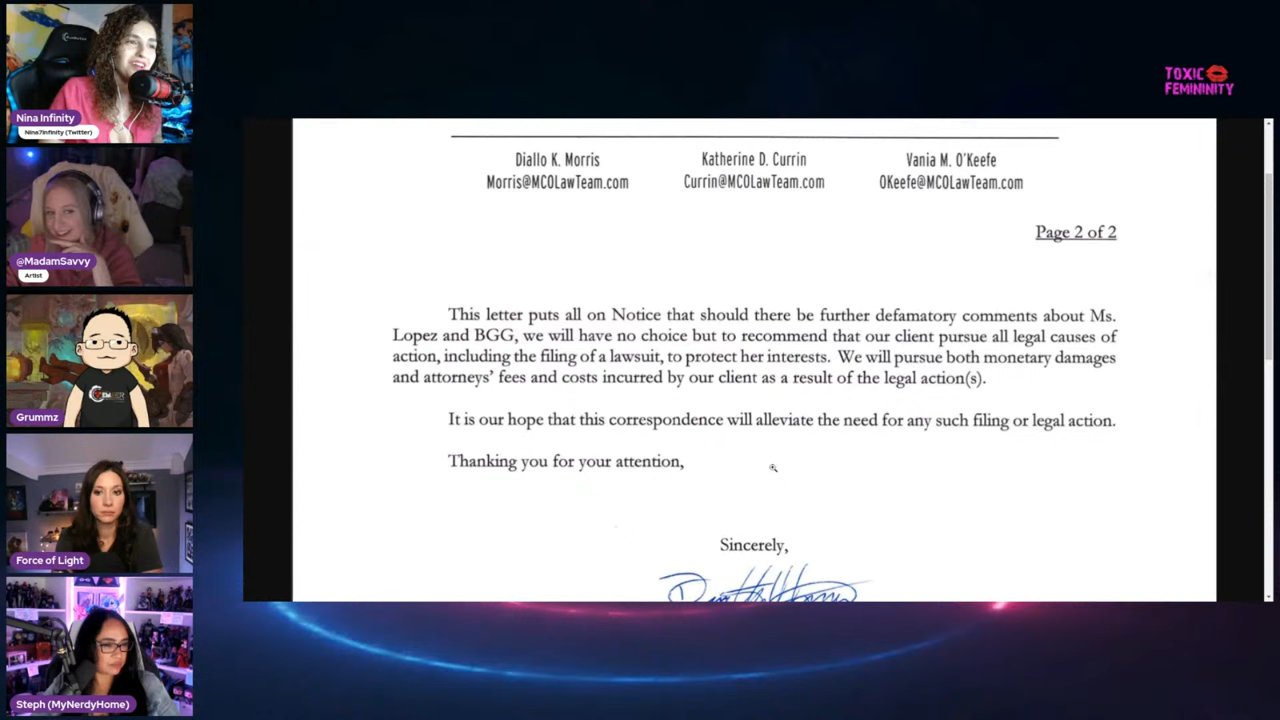 Nina Infinity
Nina7Infinity (Twitter)
@MadamSavvy
Artist
Grummz
Force of Light
Steph (MyNerdyHome)
TOXIC
FEMININITY
Diallo K. Morris
Morris@MCOLawTeam.com
Katherine D. Currin
Currin@MCOLawTeam.com
Vania M. O'Keefe
OKeefe@MCOLawTeam.com
Page 2 of 2
This letter puts all on Notice that should there be further defamatory comments about Ms.
Lopez and BGG, we will have no choice but to recommend that our client pursue all legal causes of
action, including the filing of a lawsuit, to protect her interests. We will pursue both monetary damages
and attorneys' fees and costs incurred by our client as a result of the legal action(s).
It is our hope that this correspondence will alleviate the need for any such filing or legal action.
Thanking you for your attention,
Sincerely,